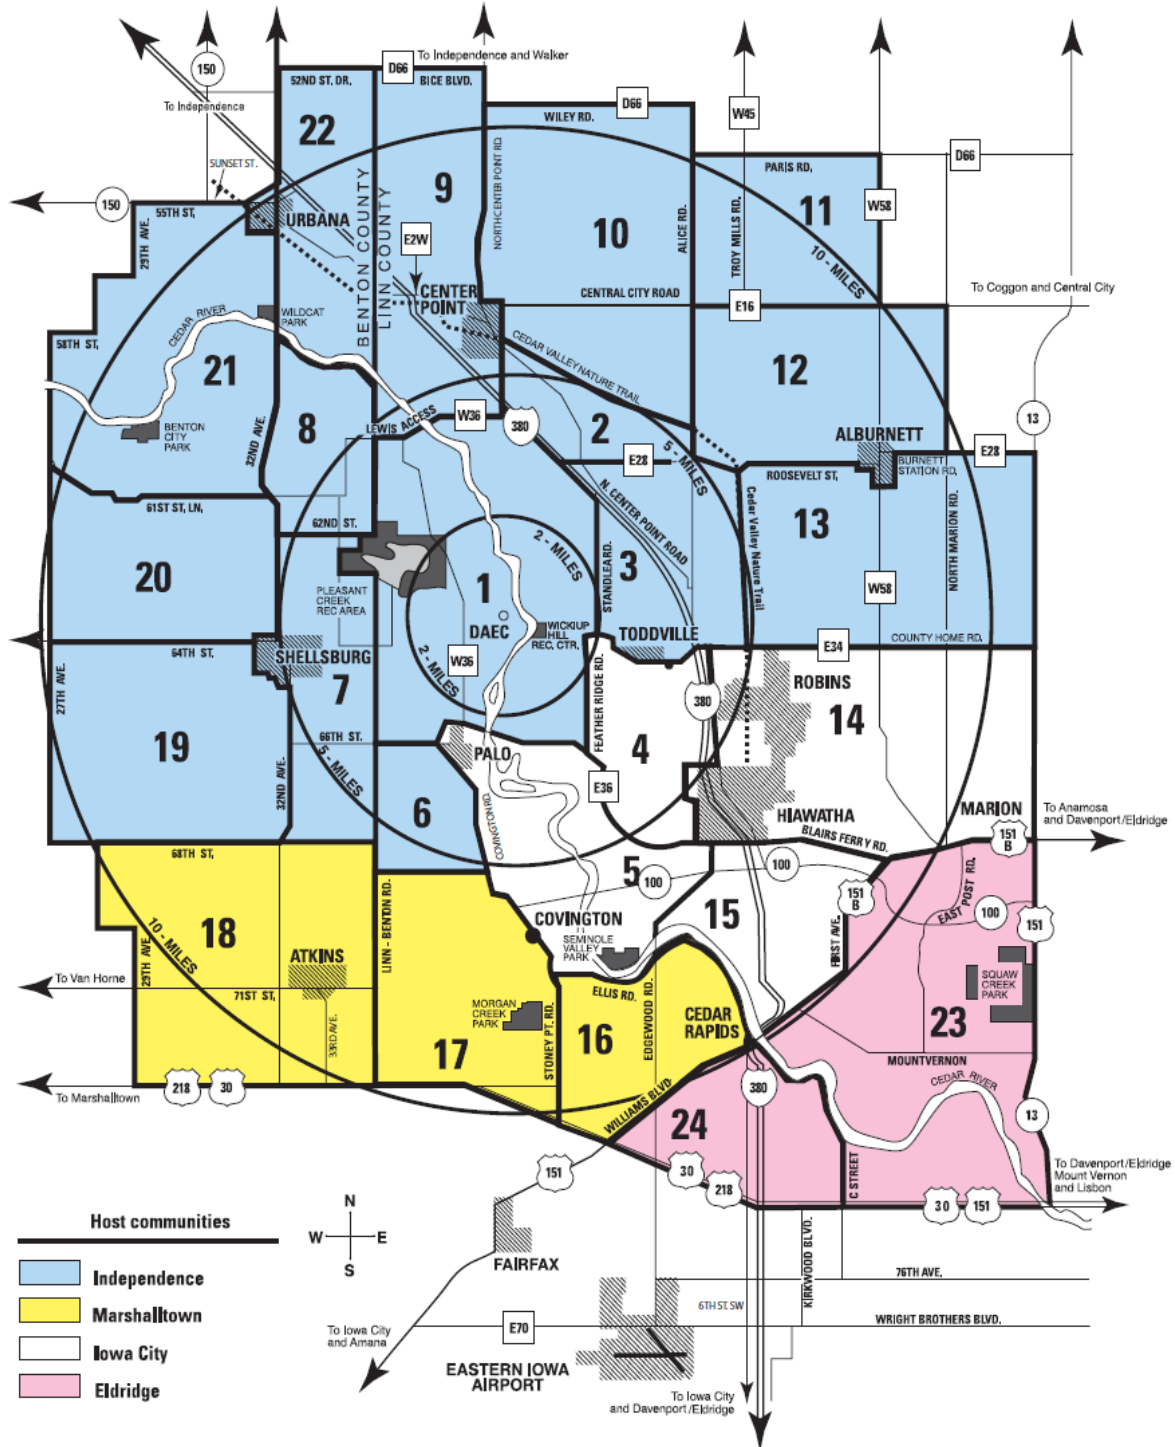 To Independence and Walker
150
52ND ST. DR.
D66
BICE BLVD.
To Independence
22
WILEY RD.
D66
W45
SUNSET ST.
PARIS RD.
D66
150
55TH ST,
29TH AVE.
URBANA
BENTON COUNTY
LINN COUNTY
9
NORTHCENTER POINT RD.
10
ALICE RD.
TROY MILLS RD.
11
W58
10 - MILES
E2W
CENTER
POINT
CENTRAL CITY ROAD
E16
To Coggon and Central City
CEDAR RIVER
WILDCAT
PARK
58TH ST,
21
CEDAR VALLEY NATURE TRAIL
12
BENTON
CITY
PARK
32ND AVE.
8
LEWIS ACCESS
W36
380
2
5 - MILES
E28
ALBURNETT
BURNETT
STATION RD.
E28
13
ROOSEVELT ST,
61ST ST, LN,
62ND ST.
N. CENTER POINT ROAD
Cedar Valley Nature Trail
13
NORTH MARION RD.
2 - MILES
STANDLEARD.
3
20
PLEASANT
CREEK
REC AREA
1
DAEC
WICKIUP
HILL
REC, CTR,
W58
TODDVILLE
COUNTY HOME RD.
E34
64TH ST,
SHELLSBURG
W36
2 - MILES
27TH AVE.
7
FEATHER RIDGE RD.
380
ROBINS
14
19
66TH ST.
5 - MILES
32ND AVE.
PALO
4
E36
6
COVINGTON RD.
HIAWATHA
MARION
BLAIRS FERRY RD.
151
B
To Anamosa
and Davenport/Eldridge
68TH ST,
5
100
100
151
B
EAST POST RD.
100
151
LINN - BENTON RD.
18
10 - MILES
29TH AVE.
ATKINS
COVINGTON
SEMINOLE
VALLEY
PARK
15
FIRST AVE.
To Van Horne
71ST ST,
33RD AVE.
ELLIS RD.
EDGEWOOD RD.
SQUAW
CREEK
PARK
23
MORGAN
CREEK
PARK
STONEY PT. RD.
16
CEDAR
RAPIDS
17
MOUNTVERNON
CEDAR RIVER
218
30
To Marshalltown
WILLIAMS BLVD.
380
24
13
C STREET
151
30
218
To Davenport/Eldridge
Mount Vernon
and Lisbon
30
151
Host communities
N
W
E
S
FAIRFAX
KIRKWOOD BLVD.
76TH AVE.
Independence
Marshalltown
Iowa City
Eldridge
6TH ST. SW
WRIGHT BROTHERS BLVD.
To Iowa City
and Amana
E70
EASTERN IOWA
AIRPORT
To Iowa City
and Davenport/Eldridge